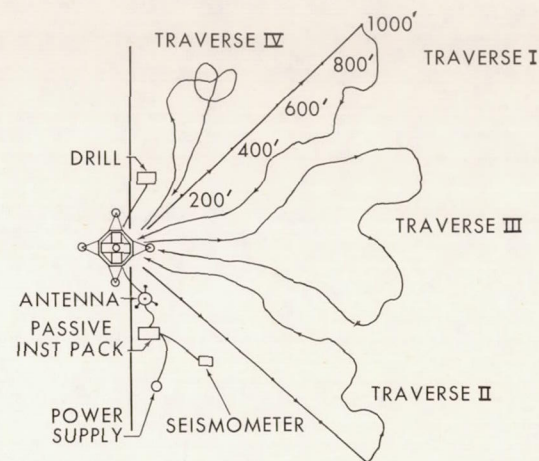 TRAVERSE IV
1000'
TRAVERSE I
800'
600'
400'
200'
DRILL
TRAVERSE III
ANTENNA
PASSIVE
INST PACK
POWER
SUPPLY
SEISMOMETER
TRAVERSE II